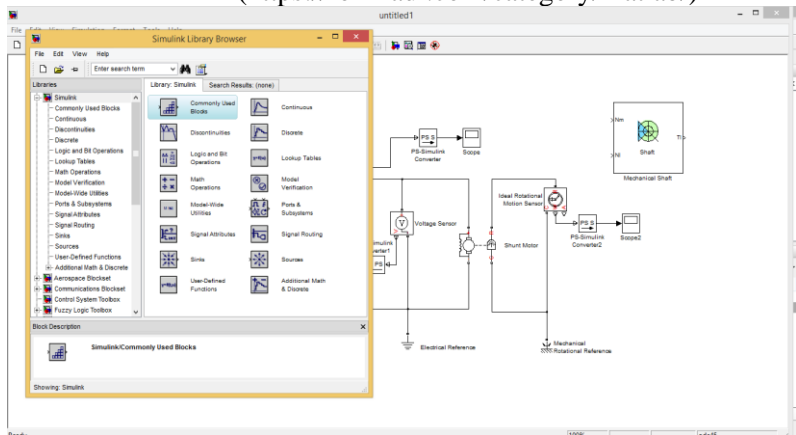 untitled1
Simulink Library Browser
File Edit View Help
Enter search term
Libraries
Library: Simulink
Search Results: (none)
Simulink
Commonly Used Blocks
Continuous
Discontinuities
Discrete
Logic and Bit Operations
Lookup Tables
Math Operations
Model Verification
Model-Wide Utilities
Ports & Subsystems
Signal Attributes
Signal Routing
Sinks
Sources
User-Defined Functions
Additional Math & Discrete
Aerospace Blockset
Communications Blockset
Control System Toolbox
Fuzzy Logic Toolbox
Commonly Used
Blocks
Continuous
Discontinuities
Discrete
Logic and Bit
Operations
Lookup Tables
Math
Operations
Model
Verification
Model-Wide
Utilities
Ports &
Subsystems
Signal Attributes
Signal Routing
Sinks
Sources
User-Defined
Functions
Additional Math
& Discrete
Block Description
Simulink/Commonly Used Blocks
Showing: Simulink
PS S
PS-Simulink
Converter
Scope
Voltage Sensor
V
PS
Shunt Motor
Ideal Rotational
Motion Sensor
PS S
PS-Simulink
Converter2
Scope2
Nm
Nl
Shaft
Mechanical Shaft
Electrical Reference
Mechanical
Rotational Reference
100%